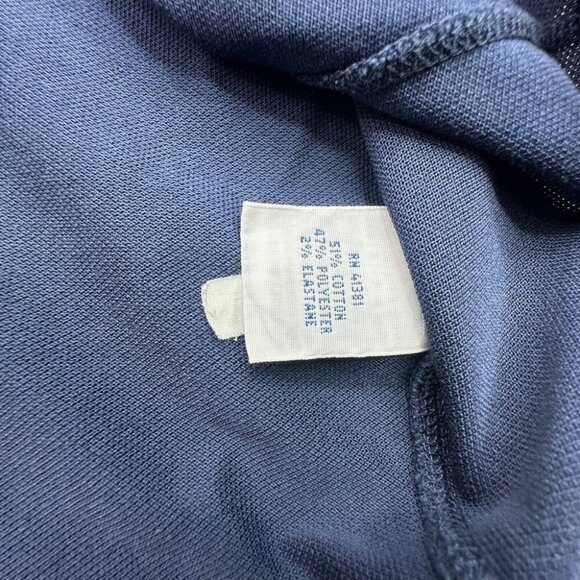 RN 41381
51% COTTON
47% POLYESTER
2% ELASTANE